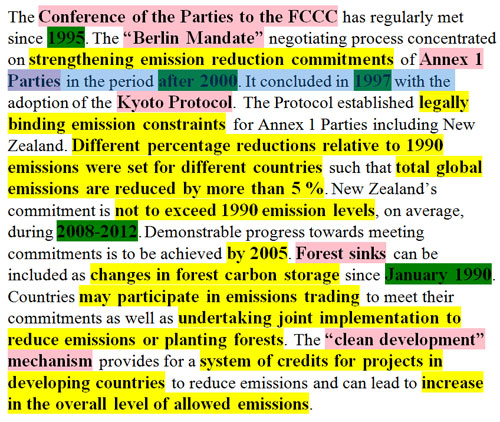 The Conference of the Parties to the FCCC has regularly met
since 1995. The “Berlin Mandate” negotiating process concentrated
on strengthening emission reduction commitments of Annex 1
Parties in the period after 2000. It concluded in 1997 with the
adoption of the Kyoto Protocol. The Protocol established legally
binding emission constraints for Annex 1 Parties including New
Zealand. Different percentage reductions relative to 1990
emissions were set for different countries such that total global
emissions are reduced by more than 5 %. New Zealand’s
commitment is not to exceed 1990 emission levels, on average,
during 2008-2012. Demonstrable progress towards meeting
commitments is to be achieved by 2005. Forest sinks can be
included as changes in forest carbon storage since January 1990.
Countries may participate in emissions trading to meet their
commitments as well as undertaking joint implementation to
reduce emissions or planting forests. The “clean development”
mechanism provides for a system of credits for projects in
developing countries to reduce emissions and can lead to increase
in the overall level of allowed emissions.